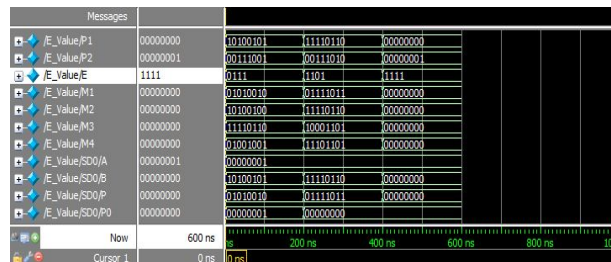 Messages
/E_Value/P1 00000000 10100101 11110110 00000000
/E_Value/P2 00000001 00111001 00111010 00000001
/E_Value/E 1111 0111 1101 1111
/E_Value/M1 00000000 01010010 01111011 00000000
/E_Value/M2 00000000 10100100 11110110 00000000
/E_Value/M3 00000000 11110110 10001101 00000000
/E_Value/M4 00000000 01001001 11101101 00000000
/E_Value/SD0/A 00000001 00000001
/E_Value/SD0/B 00000000 10100101 11110110 00000000
/E_Value/SD0/P 00000000 01010010 01111011 00000000
/E_Value/SD0/P0 00000000 00000001 00000000
Now 600 ns ns 200 ns 400 ns 600 ns 800 ns
Cursor 1 0 ns 0 ns